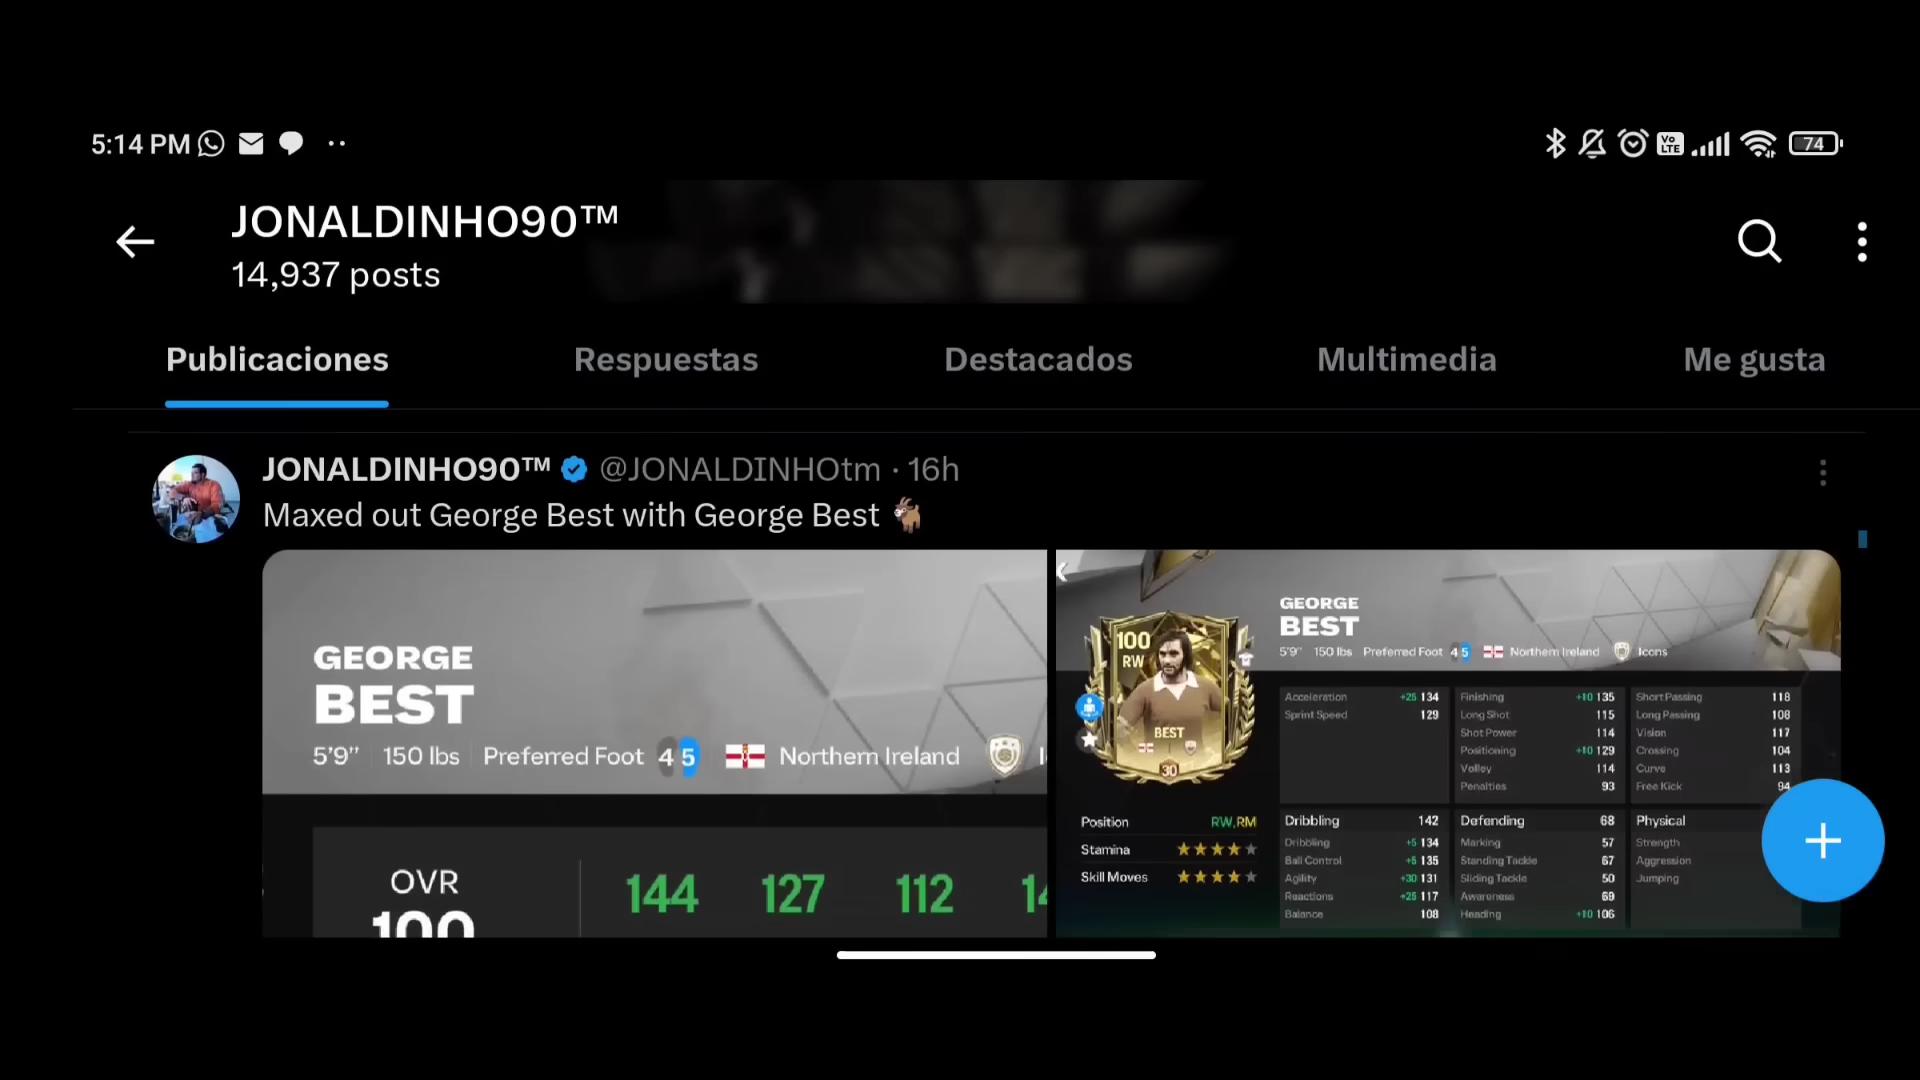 5:14 PM
Vo LTE
74
JONALDINHO90™
14,937 posts
Publicaciones
Respuestas
Destacados
Multimedia
Me gusta
JONALDINHO90™ @JONALDINHOtm · 16h
Maxed out George Best with George Best
GEORGE
BEST
5'9" 150 lbs Preferred Foot 4 5 Northern Ireland
OVR
100
144 127 112
100
RW
BEST
30
Position RW,RM
Stamina
Skill Moves
GEORGE
BEST
5'9" 150 lbs Preferred Foot 4 5 Northern Ireland Icons
Acceleration +25 134
Sprint Speed 129
Finishing +10 135
Long Shot 115
Shot Power 114
Positioning +10 129
Volley 114
Penalties 93
Short Passing 118
Long Passing 108
Vision 117
Crossing 104
Curve 113
Free Kick 94
Dribbling 142
Dribbling +5 134
Ball Control +5 135
Agility +30 131
Reactions +25 117
Balance 108
Defending 68
Marking 57
Standing Tackle 67
Sliding Tackle 50
Awareness 69
Heading +10 106
Physical
Strength
Aggression
Jumping